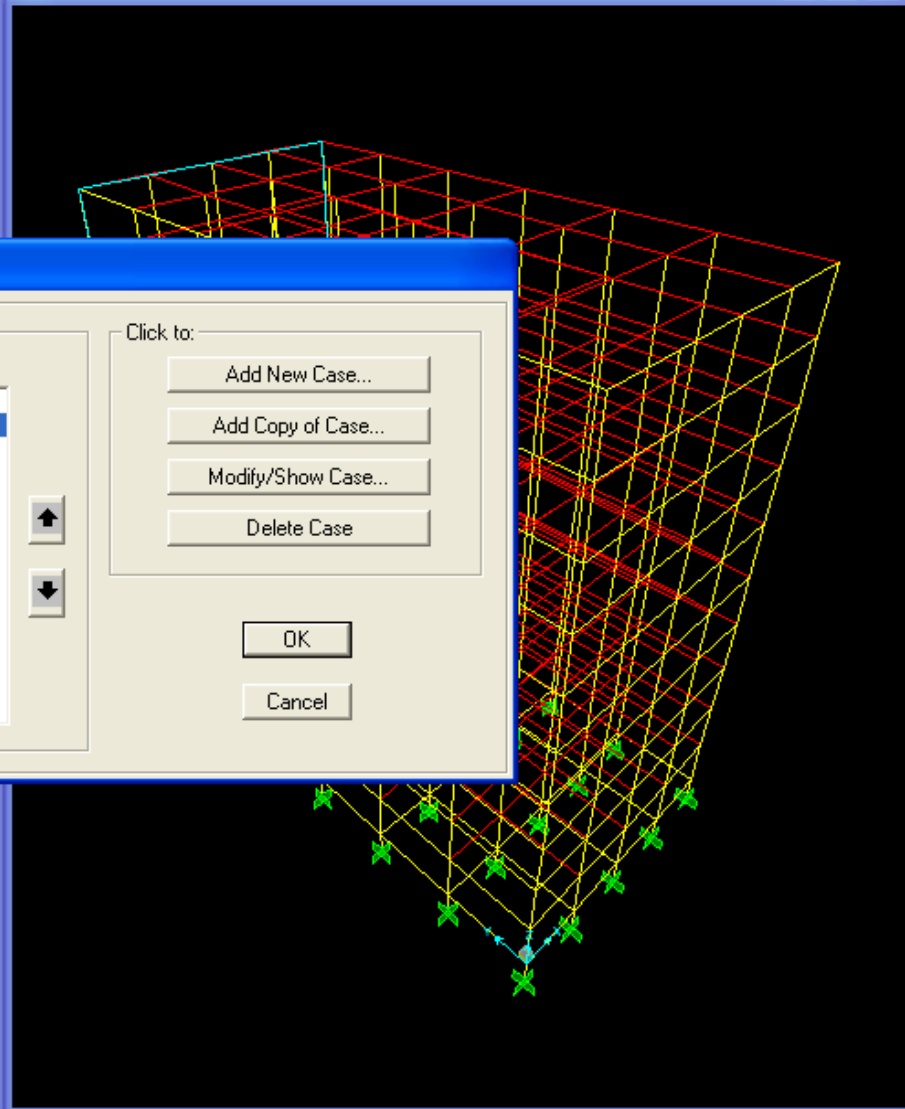 Click to:
Add New Case...
Add Copy of Case...
Modify/Show Case...
Delete Case
OK
Cancel